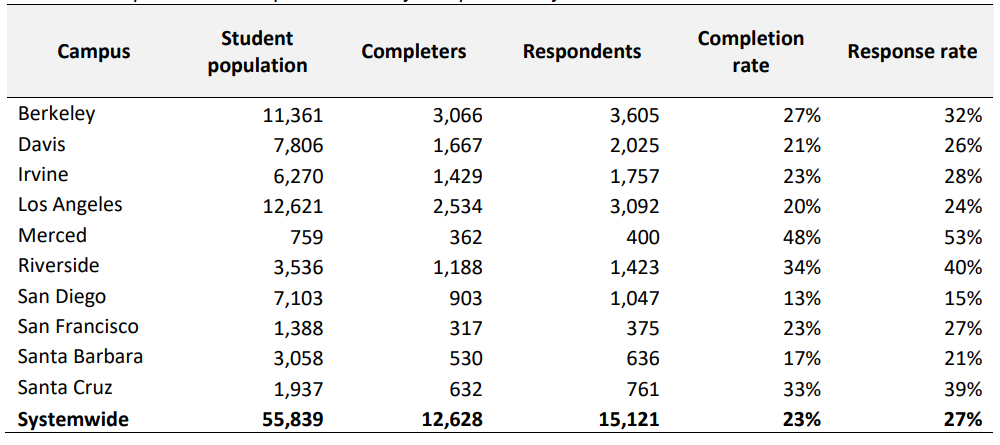 Campus Student population Completers Respondents Completion rate Response rate
Berkeley 11,361 3,066 3,605 27% 32%
Davis 7,806 1,667 2,025 21% 26%
Irvine 6,270 1,429 1,757 23% 28%
Los Angeles 12,621 2,534 3,092 20% 24%
Merced 759 362 400 48% 53%
Riverside 3,536 1,188 1,423 34% 40%
San Diego 7,103 903 1,047 13% 15%
San Francisco 1,388 317 375 23% 27%
Santa Barbara 3,058 530 636 17% 21%
Santa Cruz 1,937 632 761 33% 39%
Systemwide 55,839 12,628 15,121 23% 27%